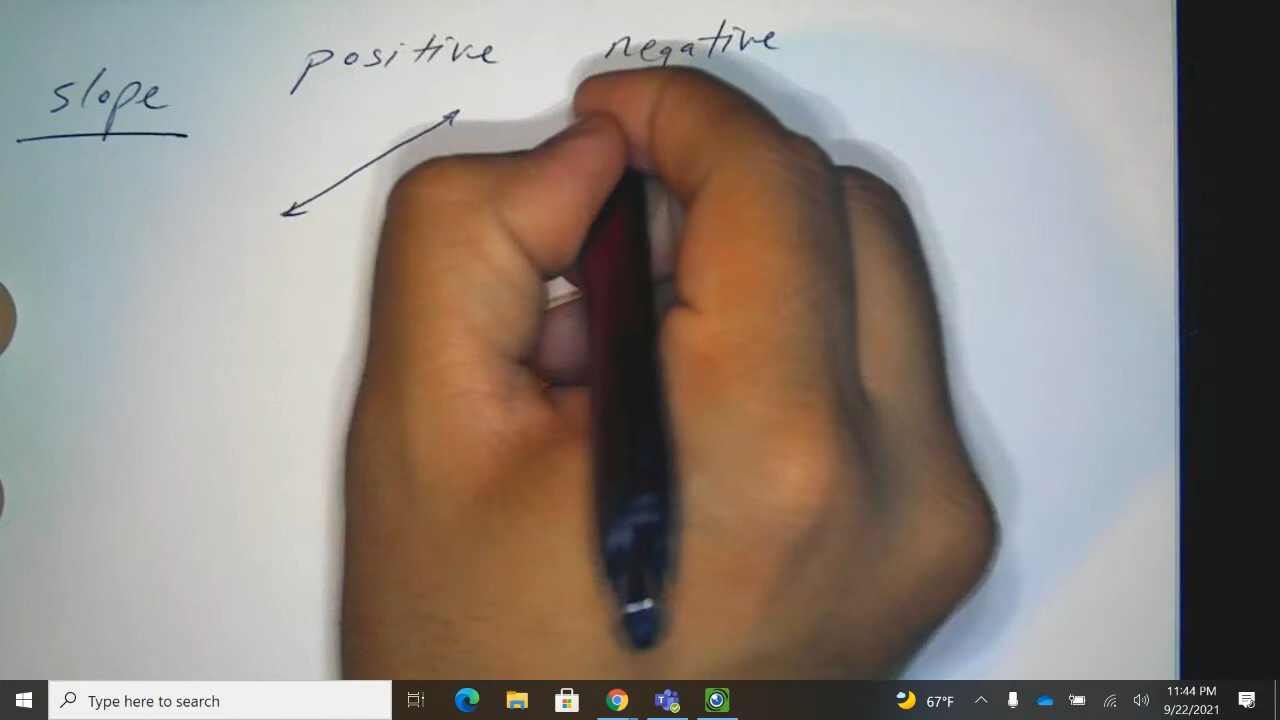 positive negative
slope
Type here to search
67°F
11:44 PM
9/22/2021